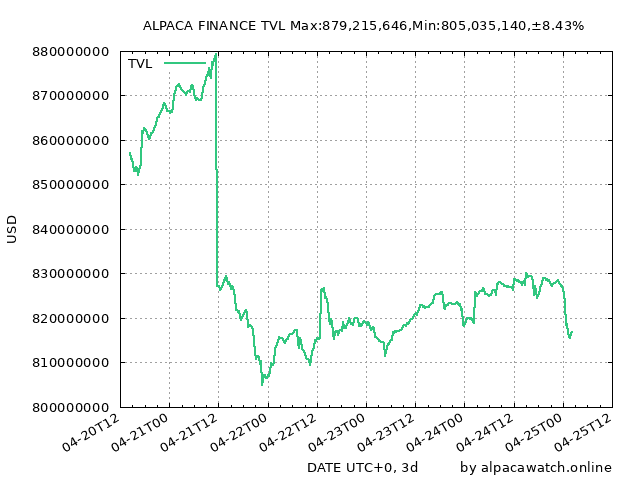 ALPACA FINANCE TVL Max:879,215,646,Min:805,035,140,±8.43%
TVL
880000000
870000000
860000000
850000000
840000000
830000000
820000000
810000000
800000000
USD
04-20T12
04-21T00
04-21T12
04-22T00
04-22T12
04-23T00
04-23T12
04-24T00
04-24T12
04-25T00
04-25T12
DATE UTC+0, 3d
by alpacawatch.online